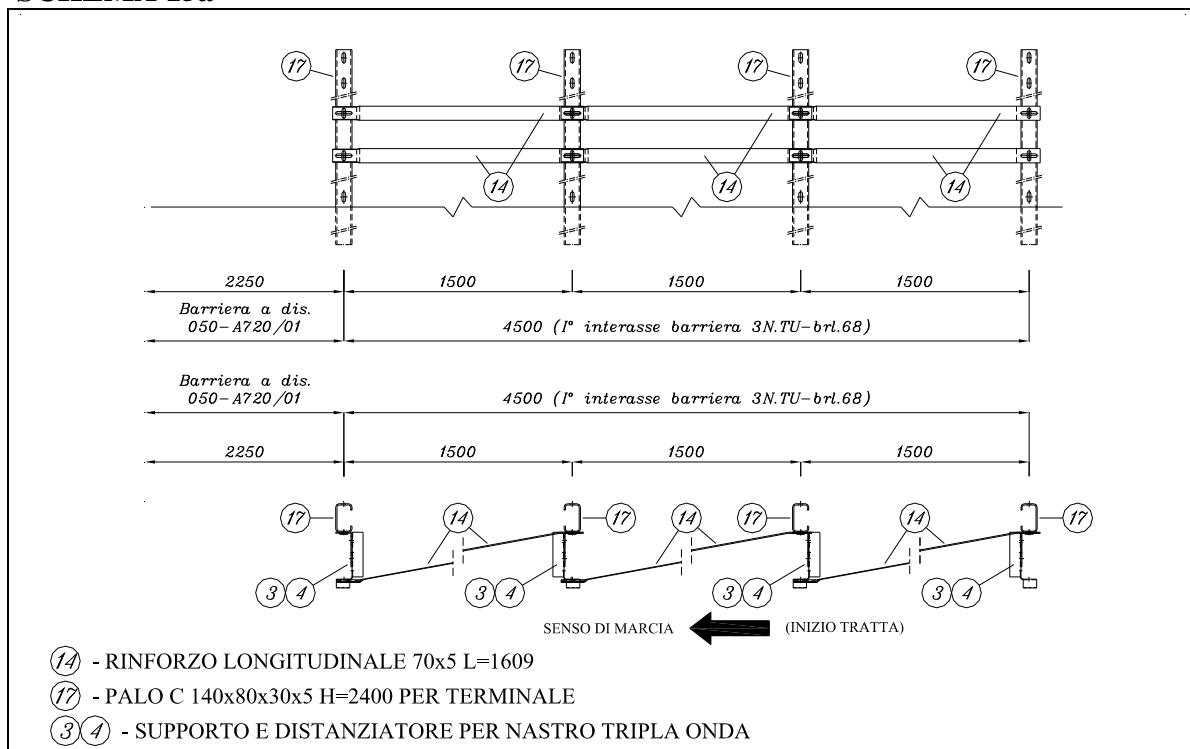 17 17 17 17
14 14 14
2250 1500 1500 1500
Barriera a dis.
050-A720/01
4500 (I° interasse barriera 3N.TU-brl.68)
Barriera a dis.
050-A720/01
4500 (I° interasse barriera 3N.TU-brl.68)
2250 1500 1500 1500
17 14 17 14 17 14 17
3 4 3 4 3 4 3 4
SENSO DI MARCIA (INIZIO TRATTA)
14 - RINFORZO LONGITUDINALE 70x5 L=1609
17 - PALO C 140x80x30x5 H=2400 PER TERMINALE
3 4 - SUPPORTO E DISTANZIATORE PER NASTRO TRIPLA ONDA